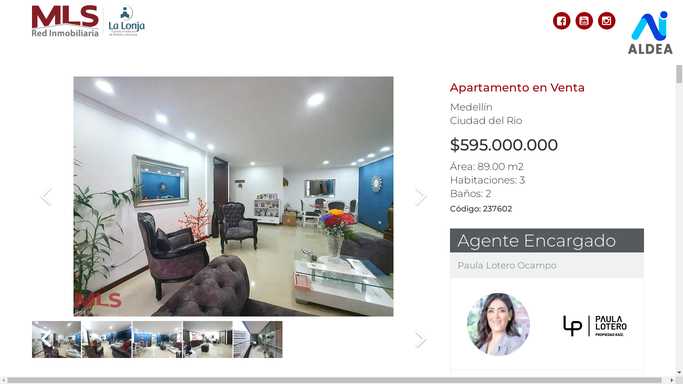 MLS
Red Inmobiliaria
La Lonja
ALDEA
Apartamento en Venta
Medellín
Ciudad del Rio
$595.000.000
Área: 89.00 m2
Habitaciones: 3
Baños: 2
Código: 237602
Agente Encargado
Paula Lotero Ocampo
LP
PAULA
LOTERO
PROPIEDAD RAÍZ
MLS